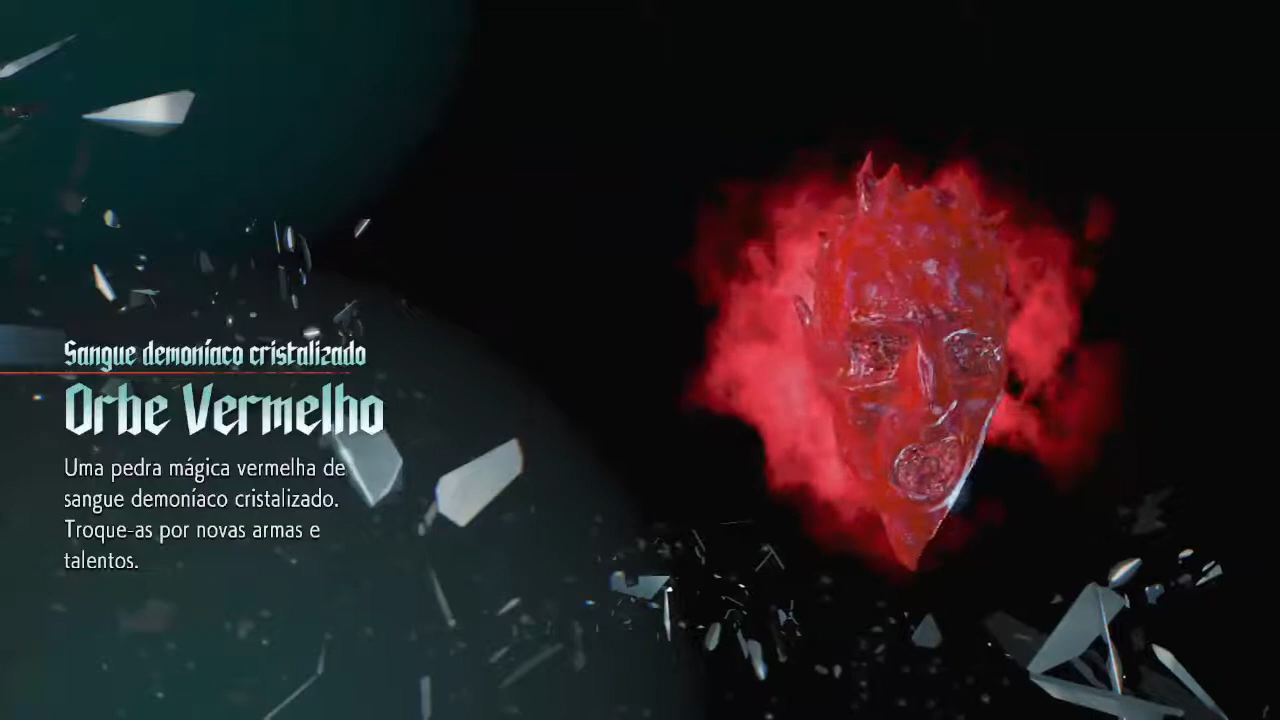 Sangue demoníaco cristalizado
Orbe Vermelho
Uma pedra mágica vermelha de
sangue demoníaco cristalizado.
Troque-as por novas armas e
talentos.